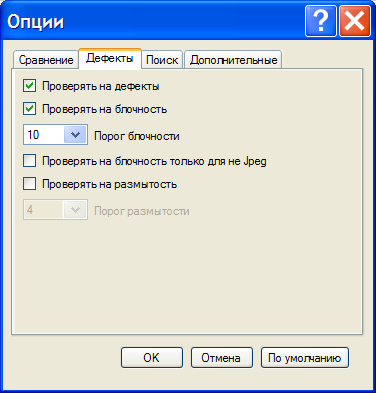 Опции
Сравнение Дефекты Поиск Дополнительные
Проверять на дефекты
Проверять на блочность
10 Порог блочности
Проверять на блочность только для не Jpeg
Проверять на размытость
4 Порог размытости
OK Отмена По умолчанию